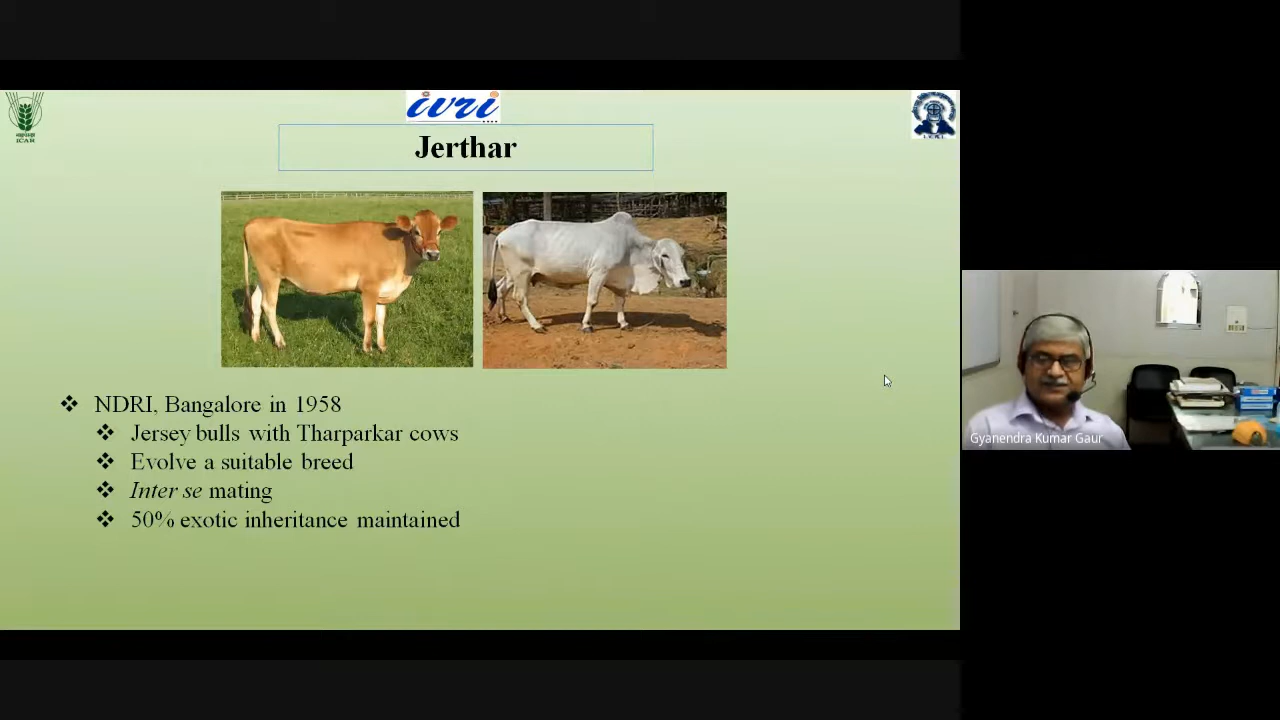 ivri
Jerthar
ICAR
I.V.R.I.
NDRI, Bangalore in 1958
Jersey bulls with Tharparkar cows
Evolve a suitable breed
Inter se mating
50% exotic inheritance maintained
Gyanendra Kumar Gaur